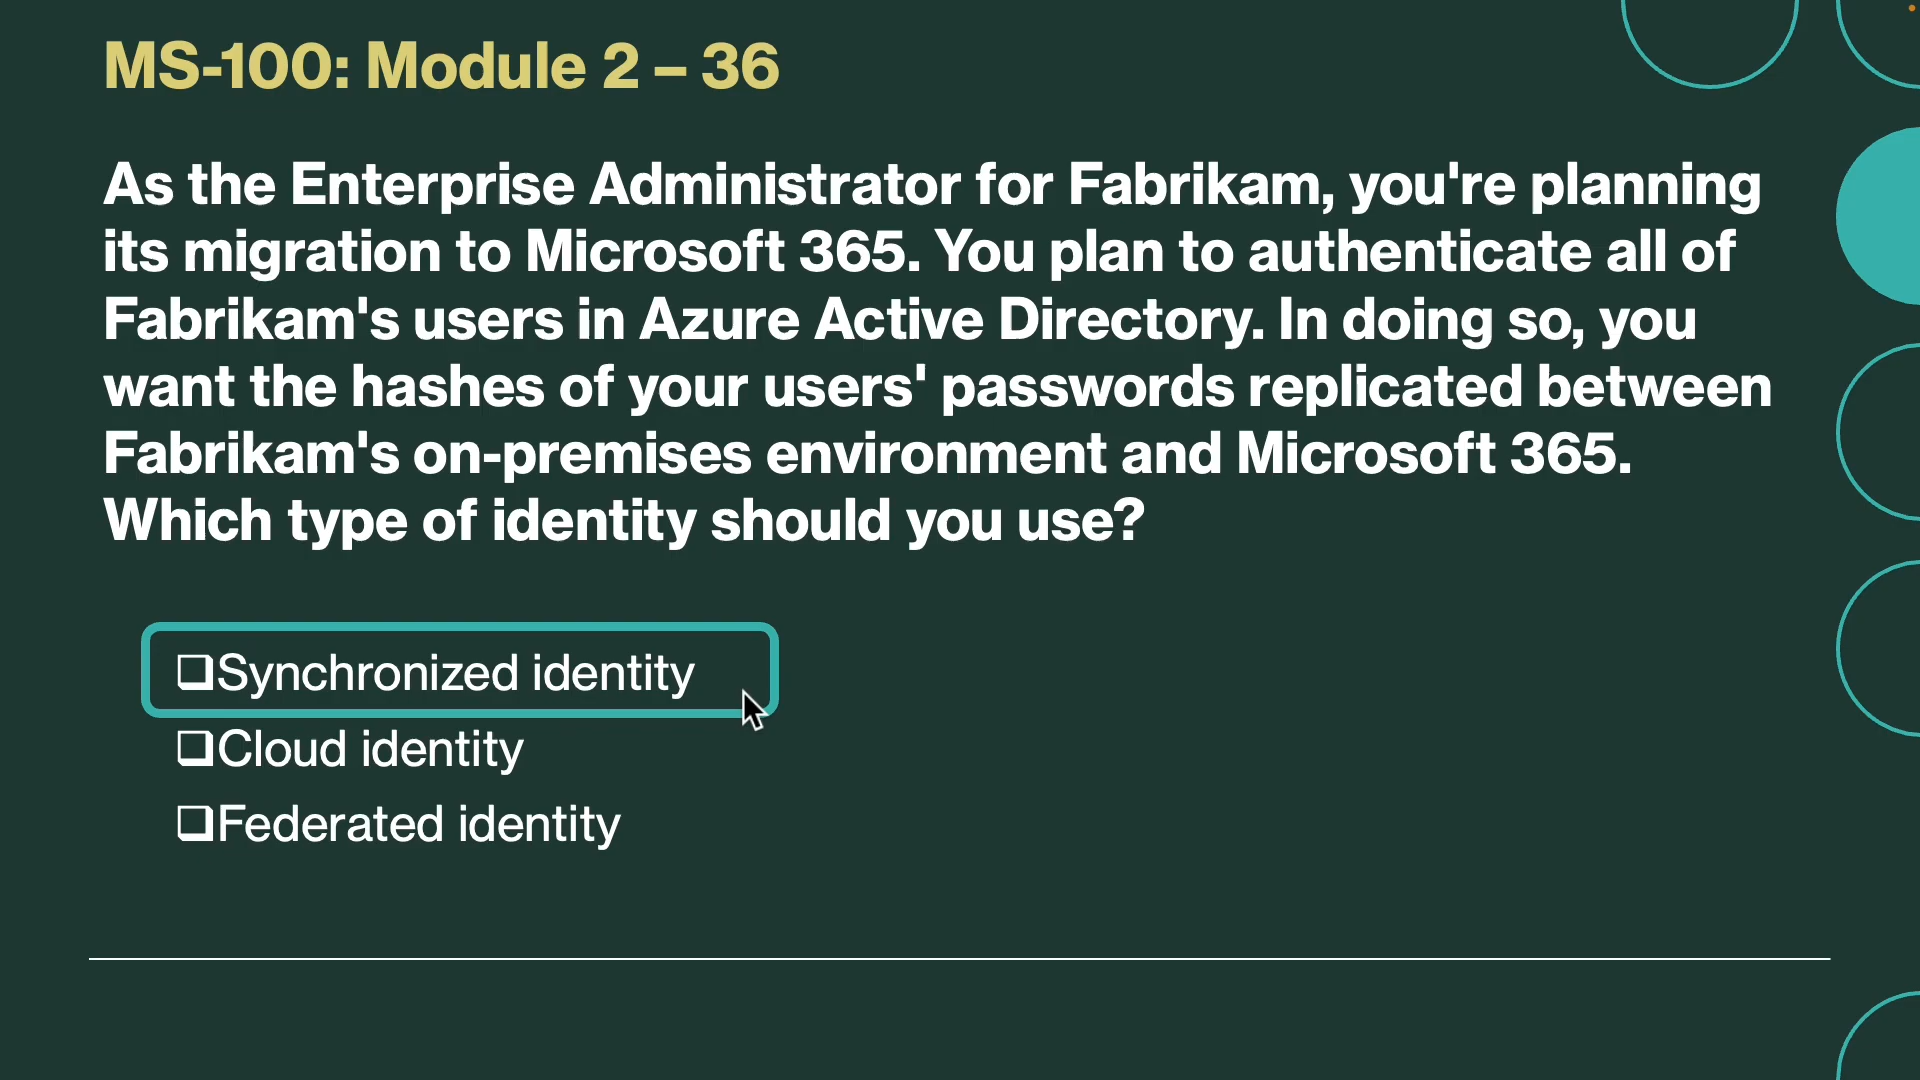 MS-100: Module 2 – 36
As the Enterprise Administrator for Fabrikam, you're planning
its migration to Microsoft 365. You plan to authenticate all of
Fabrikam's users in Azure Active Directory. In doing so, you
want the hashes of your users' passwords replicated between
Fabrikam's on-premises environment and Microsoft 365.
Which type of identity should you use?
❑Synchronized identity
❑Cloud identity
❑Federated identity